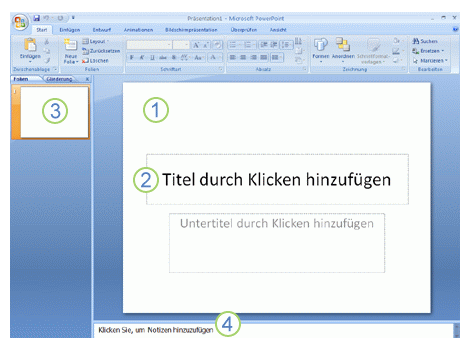 Präsentation1 - Microsoft PowerPoint
Start Einfügen Entwurf Animationen Bildschirmpräsentation Überprüfen Ansicht
Layout Suchen
Zurücksetzen Ersetzen
Einfügen Neue Folie Löschen Formen Anordnen Markieren
Zwischenablage Folien Schriftart Absatz Zeichnung Bearbeiten
Folien Gliederung
1
3
2
Titel durch Klicken hinzufügen
Untertitel durch Klicken hinzufügen
4
Klicken Sie, um Notizen hinzuzufügen